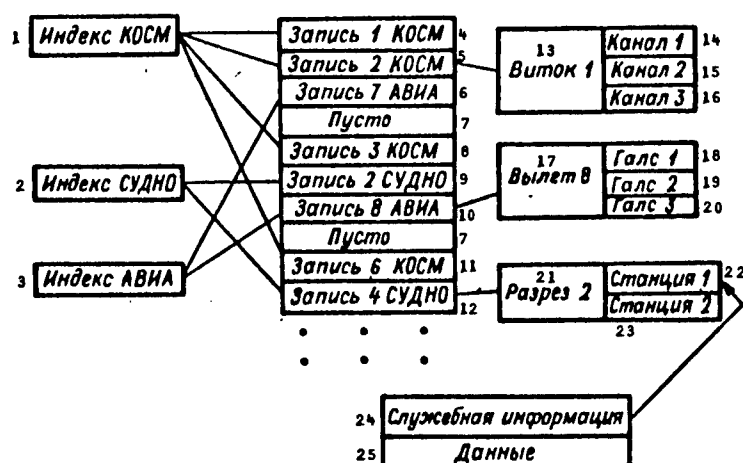 1 Индекс КОСМ
2 Индекс СУДНО
3 Индекс АВИА
Запись 1 КОСМ 4
Запись 2 КОСМ 5
Запись 7 АВИА 6
Пусто 7
Запись 3 КОСМ 8
Запись 2 СУДНО 9
Запись 8 АВИА 10
Пусто 7
Запись 6 КОСМ 11
Запись 4 СУДНО 12
13
Виток 1
Канал 1 14
Канал 2 15
Канал 3 16
17
Вылет 8
Галс 1 18
Галс 2 19
Галс 3 20
21
Разрез 2
Станция 1 22
Станция 2
23
24 Служебная информация
25 Данные